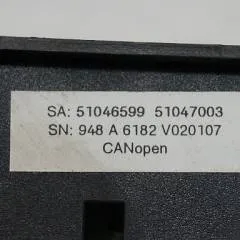 SA: 51046599 51047003
SN: 948 A 6182 V020107
CANopen